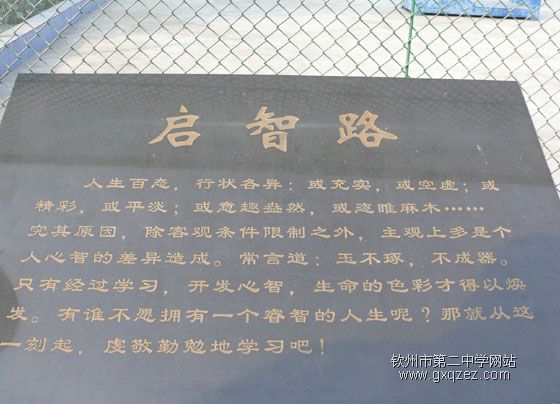 启智路
人生百态，行状各异：或充实，或空虚；或
精彩，或平淡；或意趣盎然，或恣睢麻木……
究其原因，除客观条件限制之外，主观上多是个
人心智的差异造成。常言道：玉不琢，不成器。
只有经过学习，开发心智，生命的色彩才得以焕
发。有谁不愿拥有一个睿智的人生呢？那就从这
一刻起，虔敬勤勉地学习吧！
钦州市第二中学网站
www.gxqzez.com